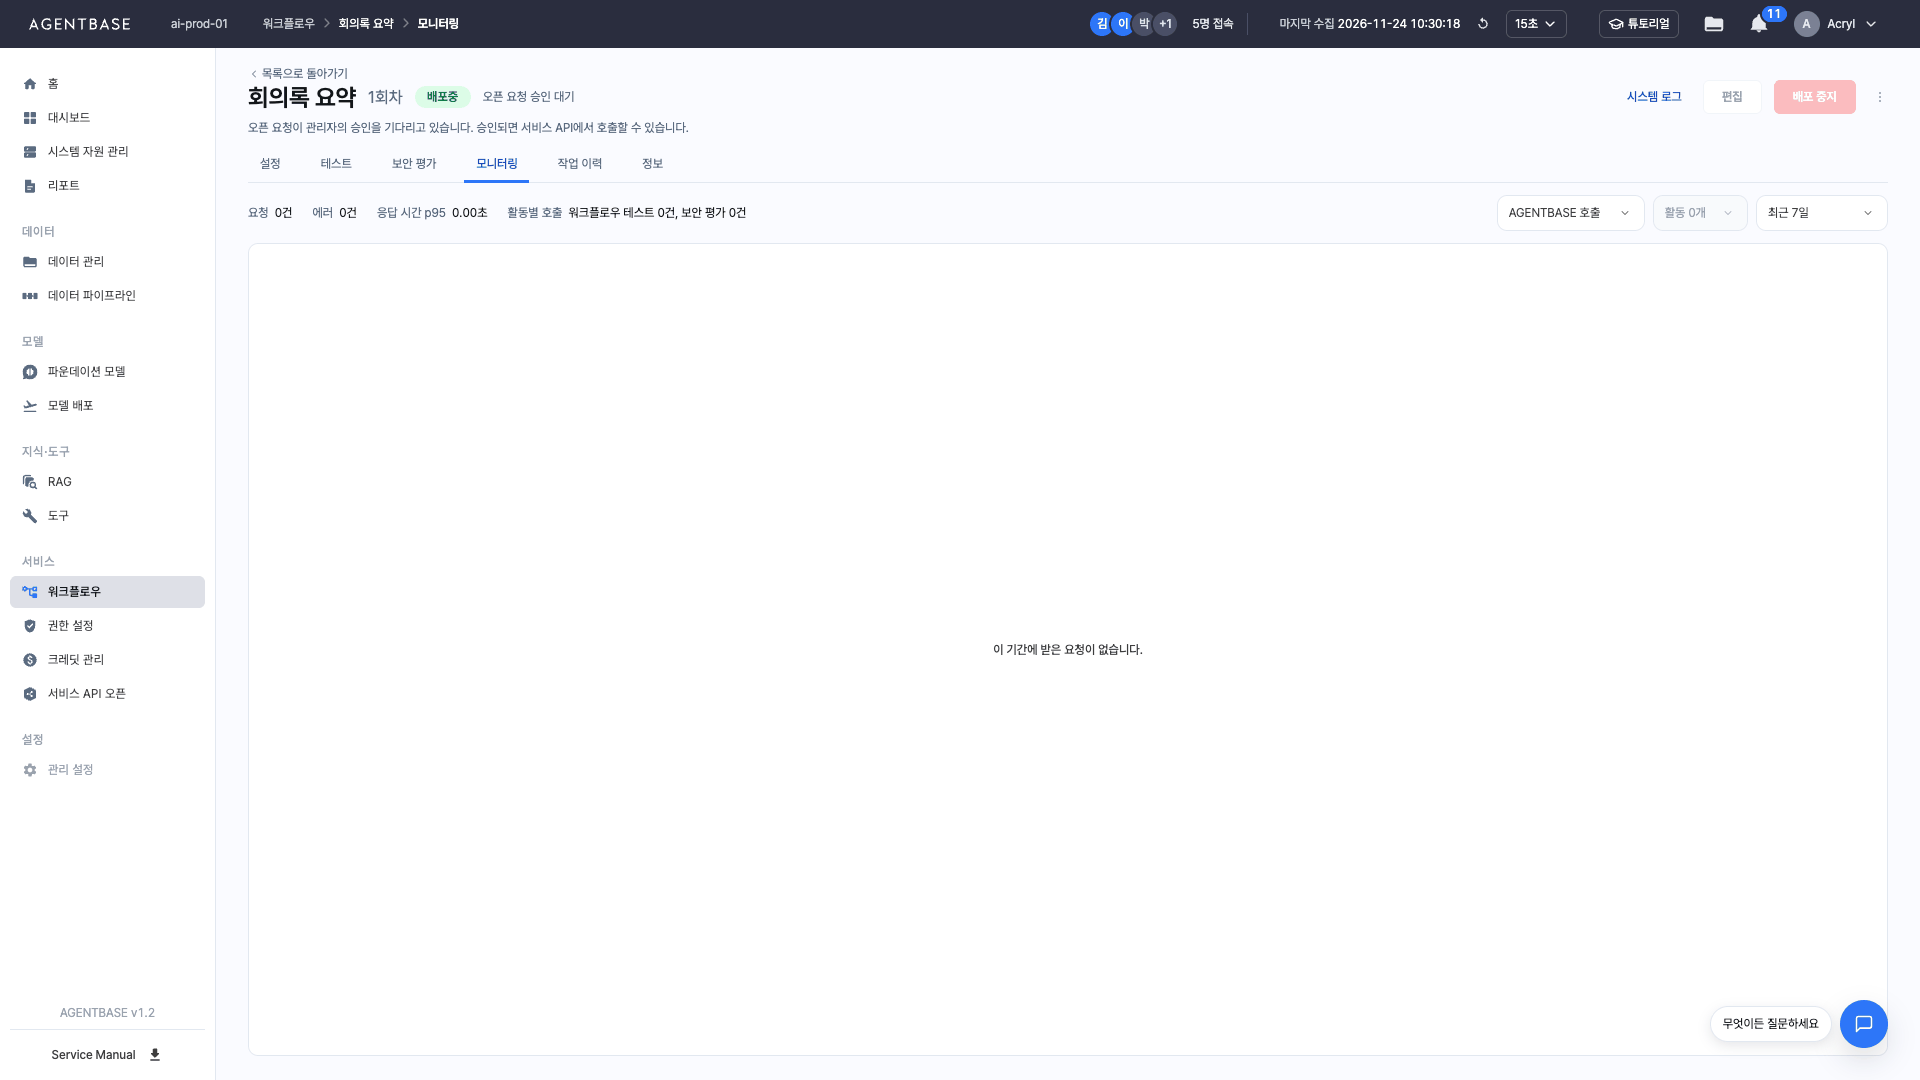 AGENTBASE
ai-prod-01
워크플로우 > 회의록 요약 > 모니터링
김 이 박 +1 5명 접속
마지막 수집 2026-11-24 10:30:18
15초
튜토리얼
11
A Acryl
홈
대시보드
시스템 자원 관리
리포트
데이터
데이터 관리
데이터 파이프라인
모델
파운데이션 모델
모델 배포
지식·도구
RAG
도구
서비스
워크플로우
권한 설정
크레딧 관리
서비스 API 오픈
설정
관리 설정
AGENTBASE v1.2
Service Manual
목록으로 돌아가기
회의록 요약 1회차 배포중 오픈 요청 승인 대기
시스템 로그 편집 배포 중지
오픈 요청이 관리자의 승인을 기다리고 있습니다. 승인되면 서비스 API에서 호출할 수 있습니다.
설정 테스트 보안 평가 모니터링 작업 이력 정보
요청 0건 에러 0건 응답 시간 p95 0.00초 활동별 호출 워크플로우 테스트 0건, 보안 평가 0건
AGENTBASE 호출 활동 0개 최근 7일
이 기간에 받은 요청이 없습니다.
무엇이든 질문하세요